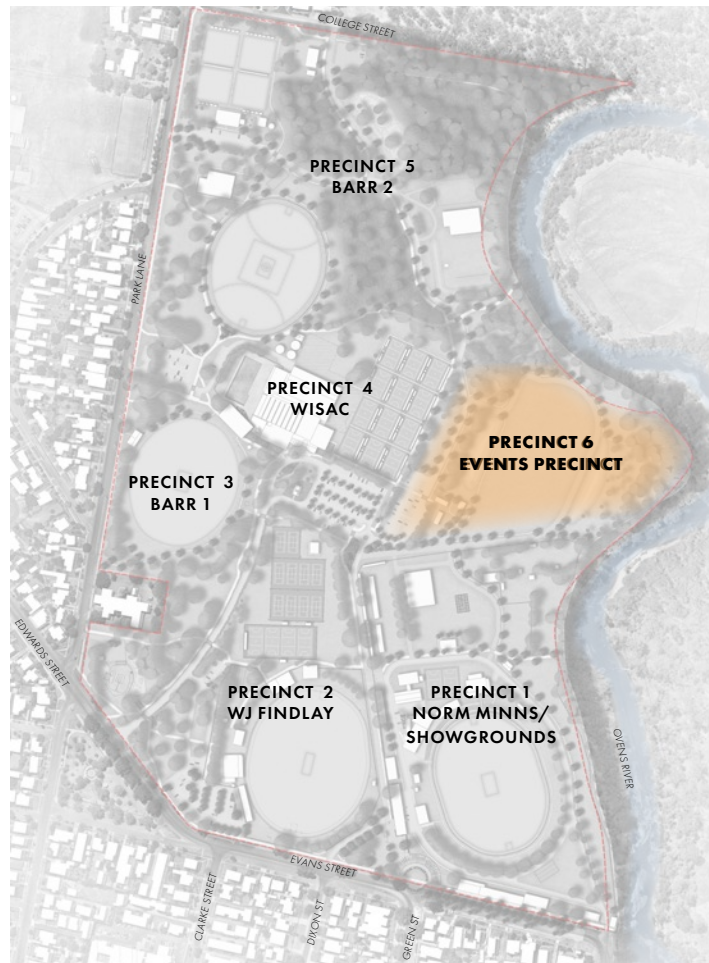 COLLEGE STREET
PRECINCT 5
BARR 2
PARK LANE
PRECINCT 4
WISAC
PRECINCT 6
EVENTS PRECINCT
PRECINCT 3
BARR 1
EDWARDS STREET
PRECINCT 2
WJ FINDLAY
PRECINCT 1
NORM MINNS/
SHOWGROUNDS
OVENS RIVER
EVANS STREET
CLARKE STREET
DIXON ST
GREEN ST